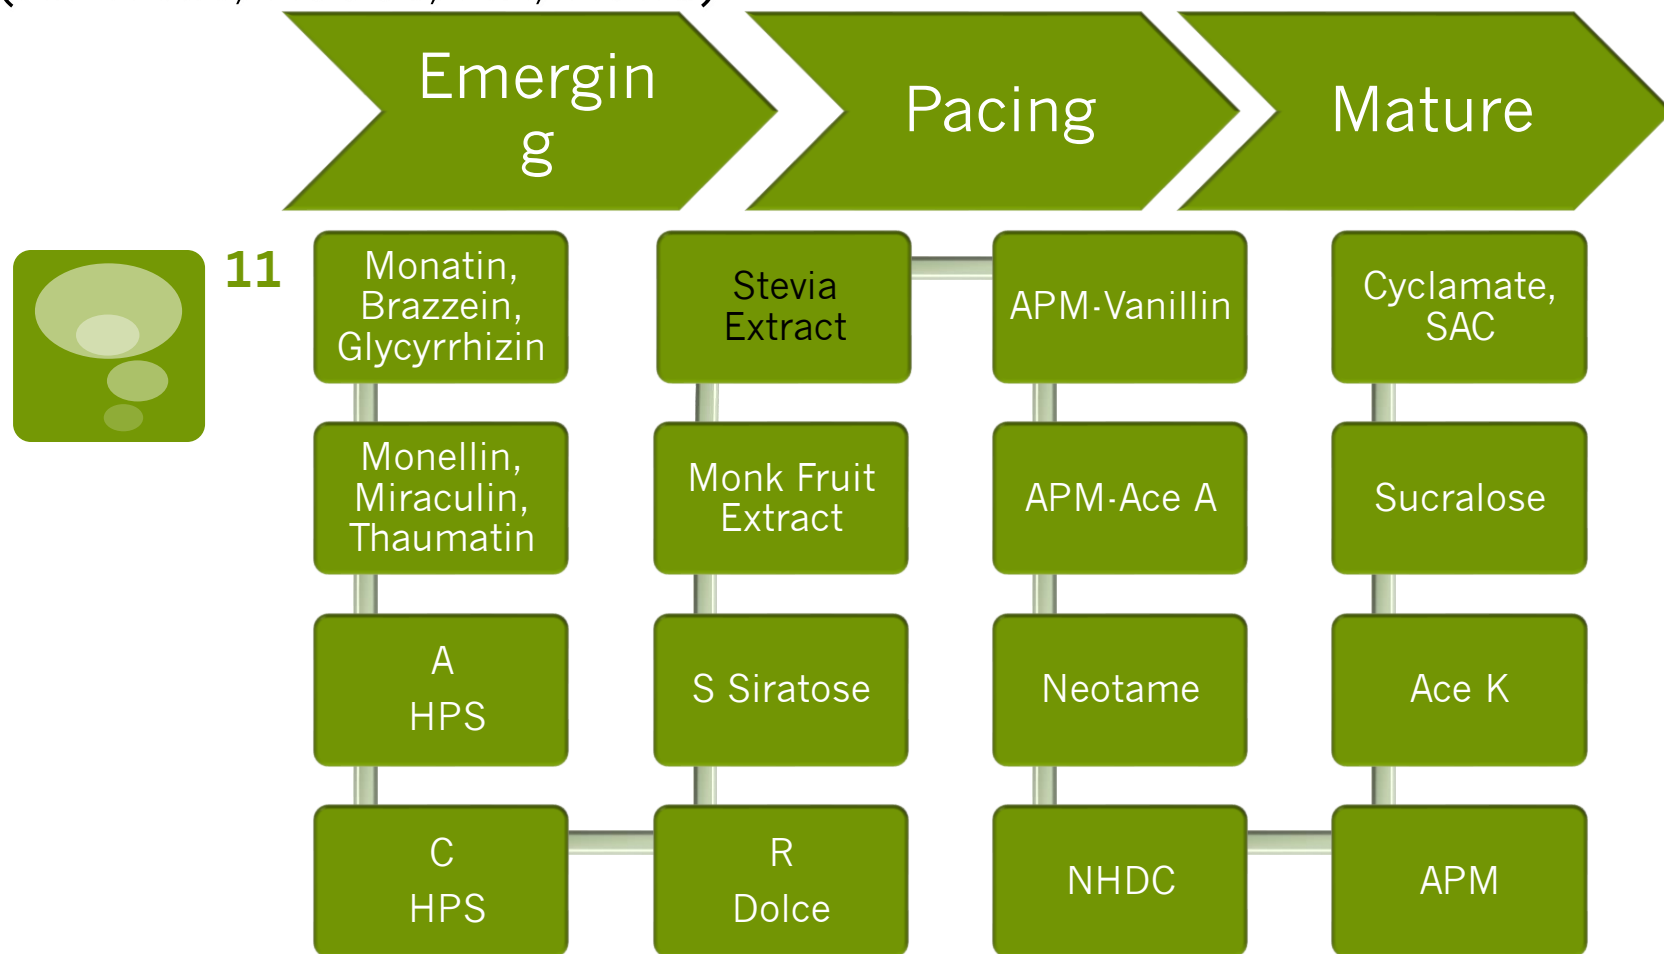 Emergin
g
Pacing
Mature
11
Monatin,
Brazzein,
Glycyrrhizin
Stevia
Extract
APM-Vanillin
Cyclamate,
SAC
Monellin,
Miraculin,
Thaumatin
Monk Fruit
Extract
APM-Ace A
Sucralose
A
HPS
S Siratose
Neotame
Ace K
C
HPS
R
Dolce
NHDC
APM